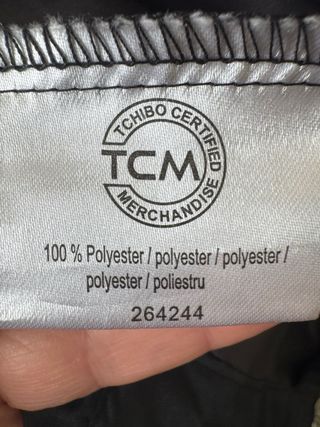 TCHIBO CERTIFIED
TCM
MERCHANDISE
100 % Polyester / polyester / polyester /
polyester / poliestru
264244